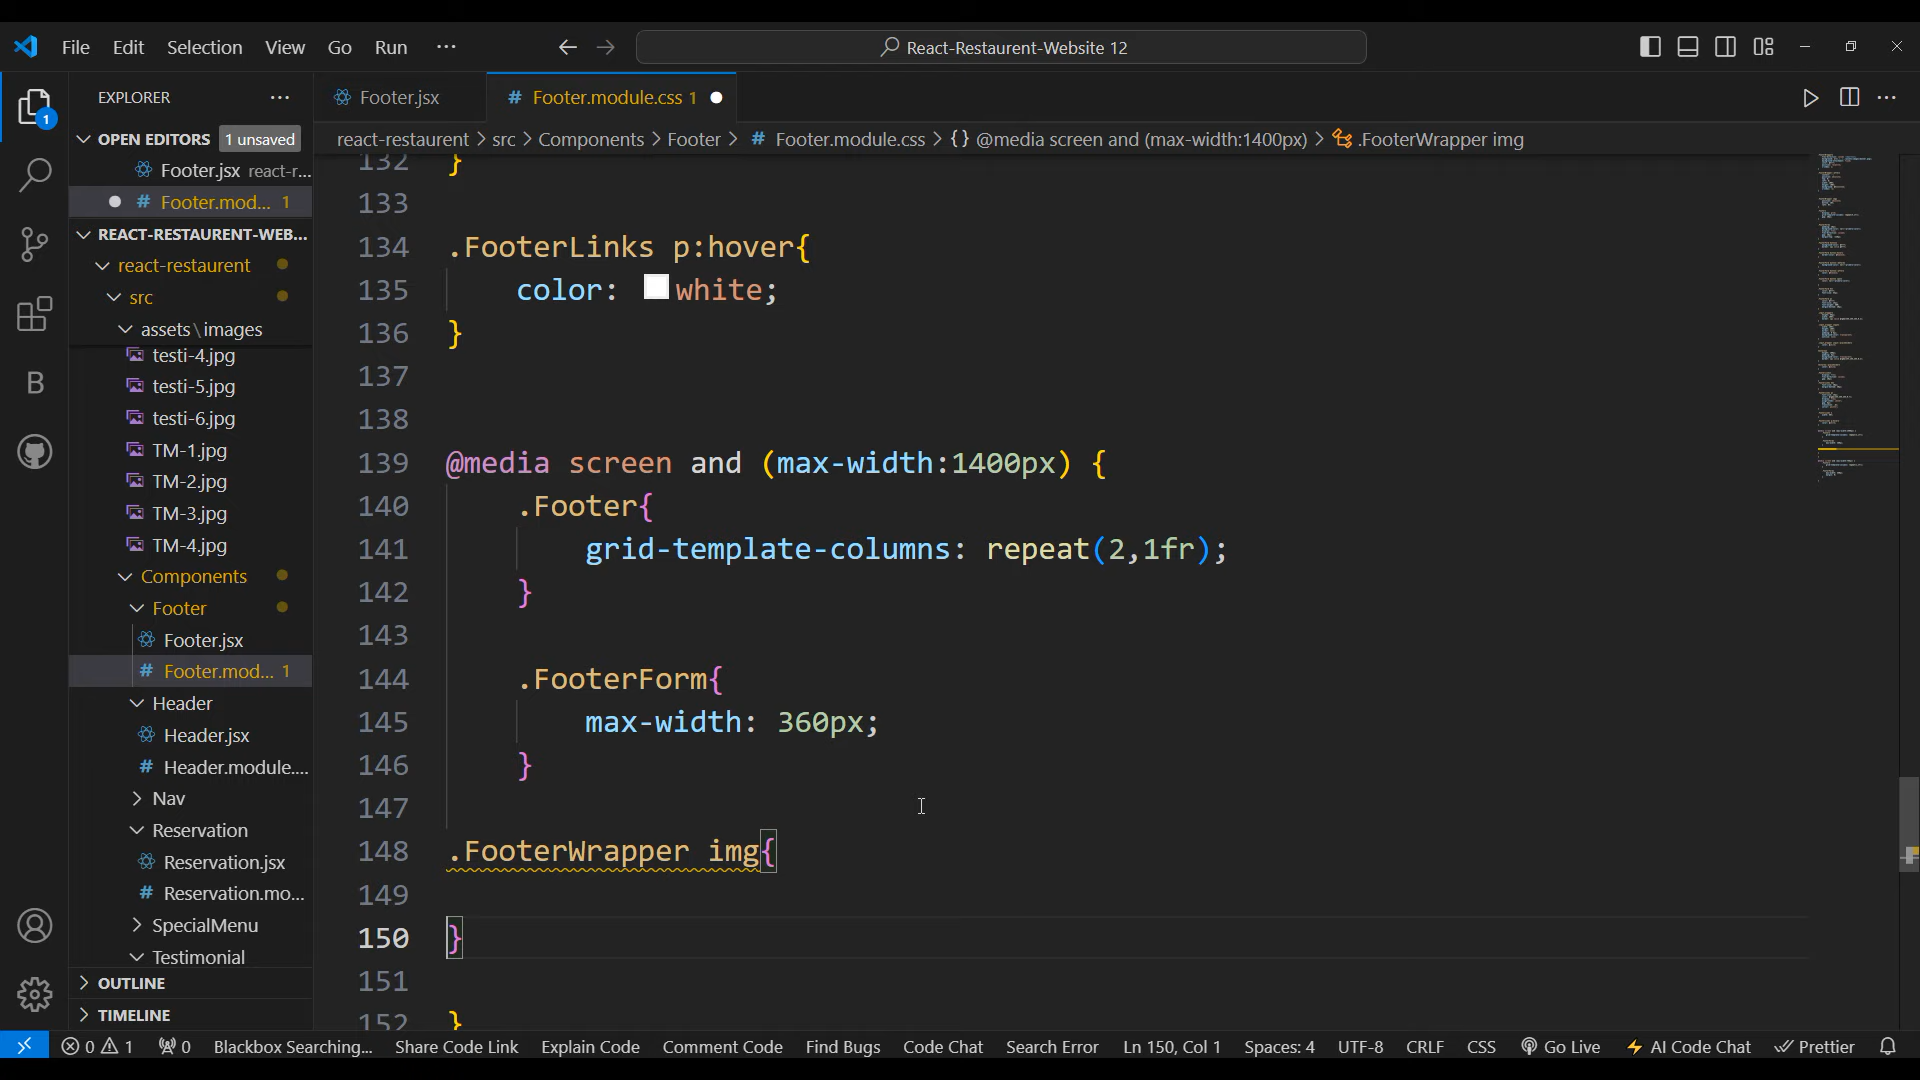 File Edit Selection View Go Run ··· React-Restaurent-Website 12
EXPLORER ···
1
OPEN EDITORS 1 unsaved
Footer.jsx react-r...
Footer.mod... 1
REACT-RESTAURENT-WEB...
react-restaurent
src
assets\images
testi-4.jpg
testi-5.jpg
testi-6.jpg
TM-1.jpg
TM-2.jpg
TM-3.jpg
TM-4.jpg
Components
Footer
Footer.jsx
Footer.mod... 1
Header
Header.jsx
Header.module....
Nav
Reservation
Reservation.jsx
Reservation.mo...
SpecialMenu
Testimonial
OUTLINE
TIMELINE
B
Footer.jsx # Footer.module.css 1
react-restaurent > src > Components > Footer > # Footer.module.css > {} @media screen and (max-width:1400px) > .FooterWrapper img
132 }
133
134 .FooterLinks p:hover{
135 color: white;
136 }
137
138
139 @media screen and (max-width:1400px) {
140 .Footer{
141 grid-template-columns: repeat(2,1fr);
142 }
143
144 .FooterForm{
145 max-width: 360px;
146 }
147
148 .FooterWrapper img{
149
150 }
151
152 }
0 1 0 Blackbox Searching... Share Code Link Explain Code Comment Code Find Bugs Code Chat Search Error Ln 150, Col 1 Spaces: 4 UTF-8 CRLF CSS Go Live AI Code Chat Prettier